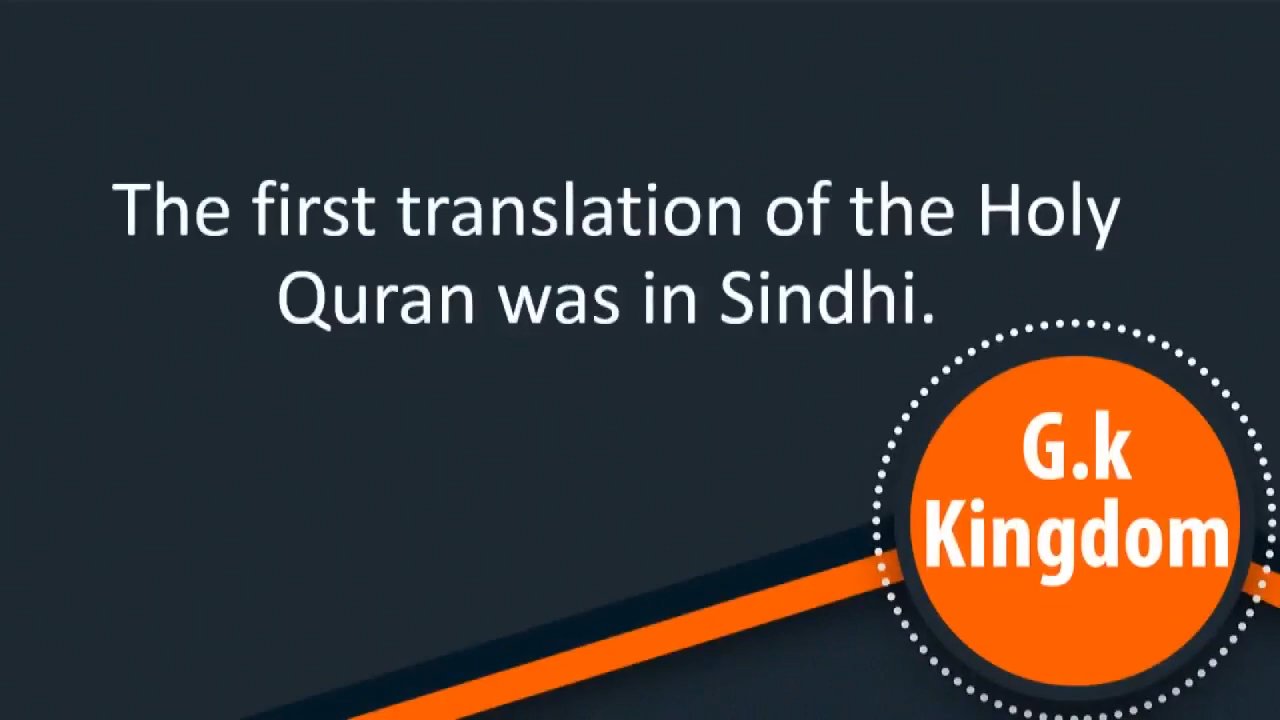 The first translation of the Holy
Quran was in Sindhi.
G.k
Kingdom